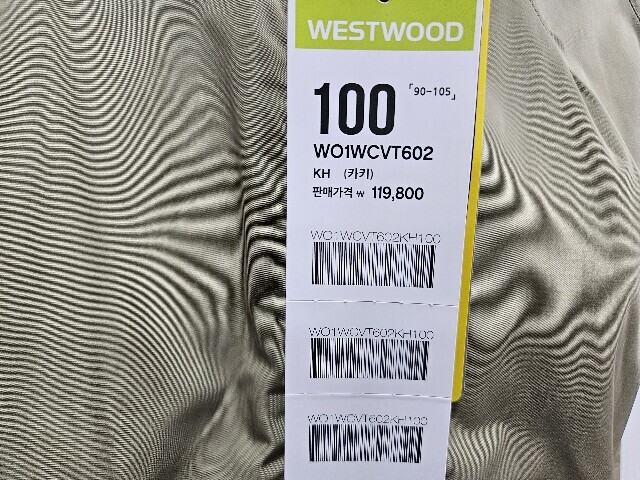 WESTWOOD
100 「90-105」
WO1WCVT602
KH (카키)
판매가격 ₩ 119,800
WO1WCVT602KH100
WO1WCVT602KH100
WO1WCVT602KH100